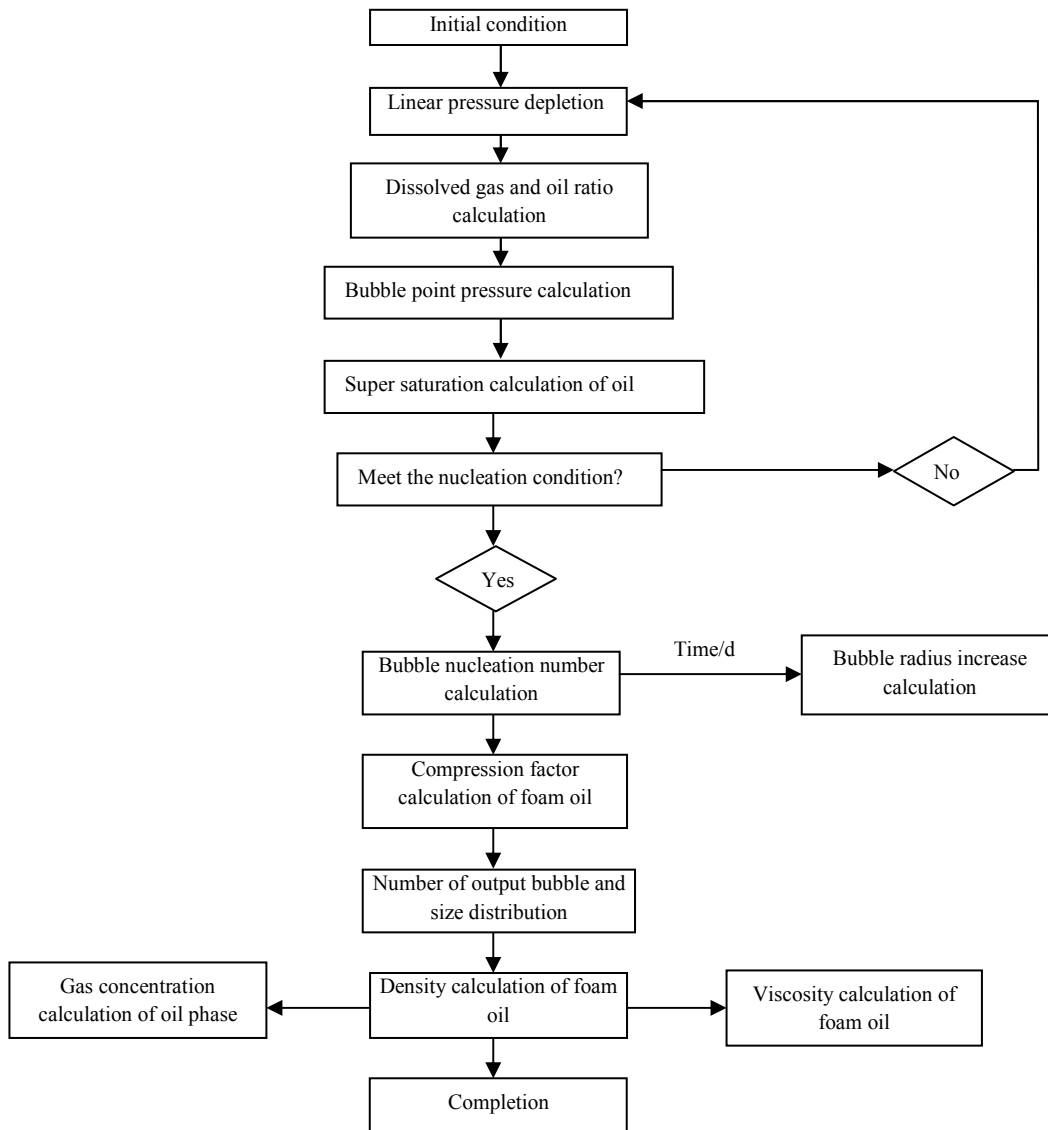 Initial condition
Linear pressure depletion
Dissolved gas and oil ratio
calculation
Bubble point pressure calculation
Super saturation calculation of oil
Meet the nucleation condition?
No
Yes
Bubble nucleation number
calculation
Time/d
Bubble radius increase
calculation
Compression factor
calculation of foam oil
Number of output bubble and
size distribution
Gas concentration
calculation of oil phase
Density calculation of foam
oil
Viscosity calculation of
foam oil
Completion